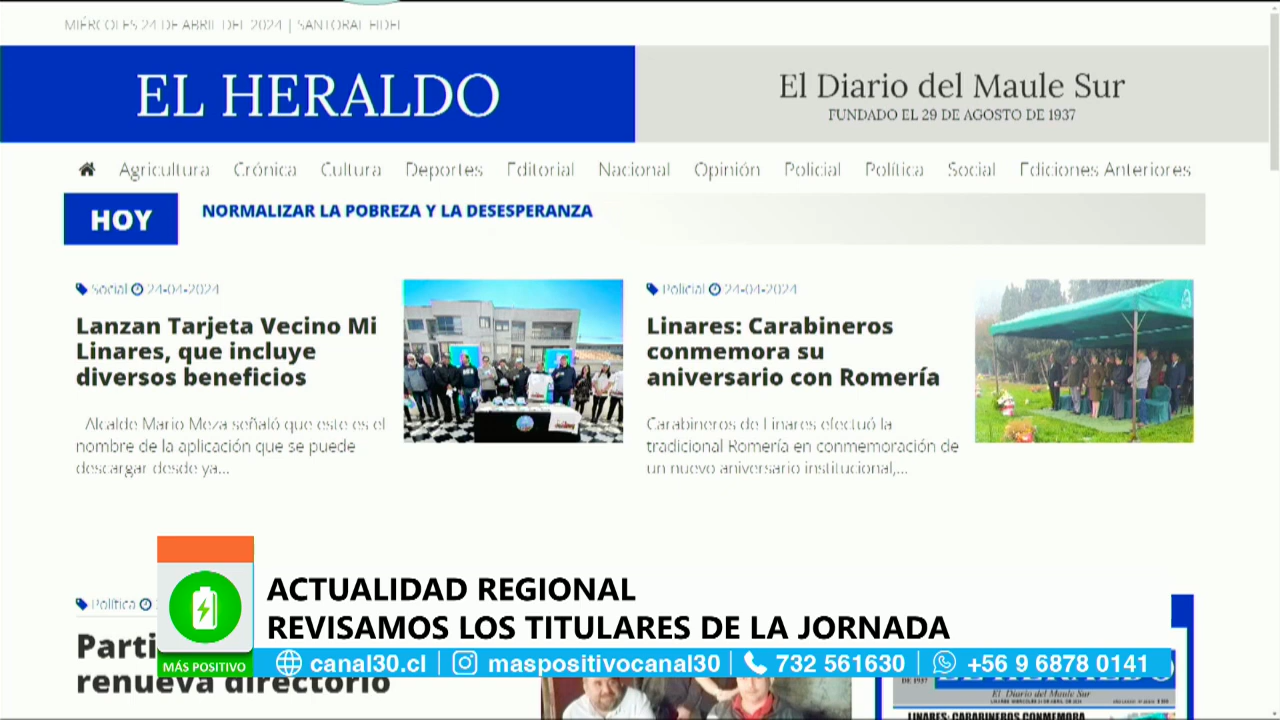 MIÉRCOLES 24 DE ABRIL DEL 2024 | SANTORAL FIDEL
EL HERALDO
El Diario del Maule Sur
FUNDADO EL 29 DE AGOSTO DE 1937
Agricultura Crónica Cultura Deportes Editorial Nacional Opinión Policial Política Social Ediciones Anteriores
HOY
NORMALIZAR LA POBREZA Y LA DESESPERANZA
Social 24-04-2024
Lanzan Tarjeta Vecino Mi
Linares, que incluye
diversos beneficios
Alcalde Mario Meza señaló que este es el
nombre de la aplicación que se puede
descargar desde ya...
Policial 24-04-2024
Linares: Carabineros
conmemora su
aniversario con Romería
Carabineros de Linares efectuó la
tradicional Romería en conmemoración de
un nuevo aniversario institucional,...
Política
Parti
renueva directorio
ACTUALIDAD REGIONAL
REVISAMOS LOS TITULARES DE LA JORNADA
MÁS POSITIVO
canal30.cl | maspositivocanal30 | 732 561630 | +56 9 6878 0141
DE 1937
EL HERALDO
El Diario del Maule Sur
LINARES: CARABINEROS CONMEMORA